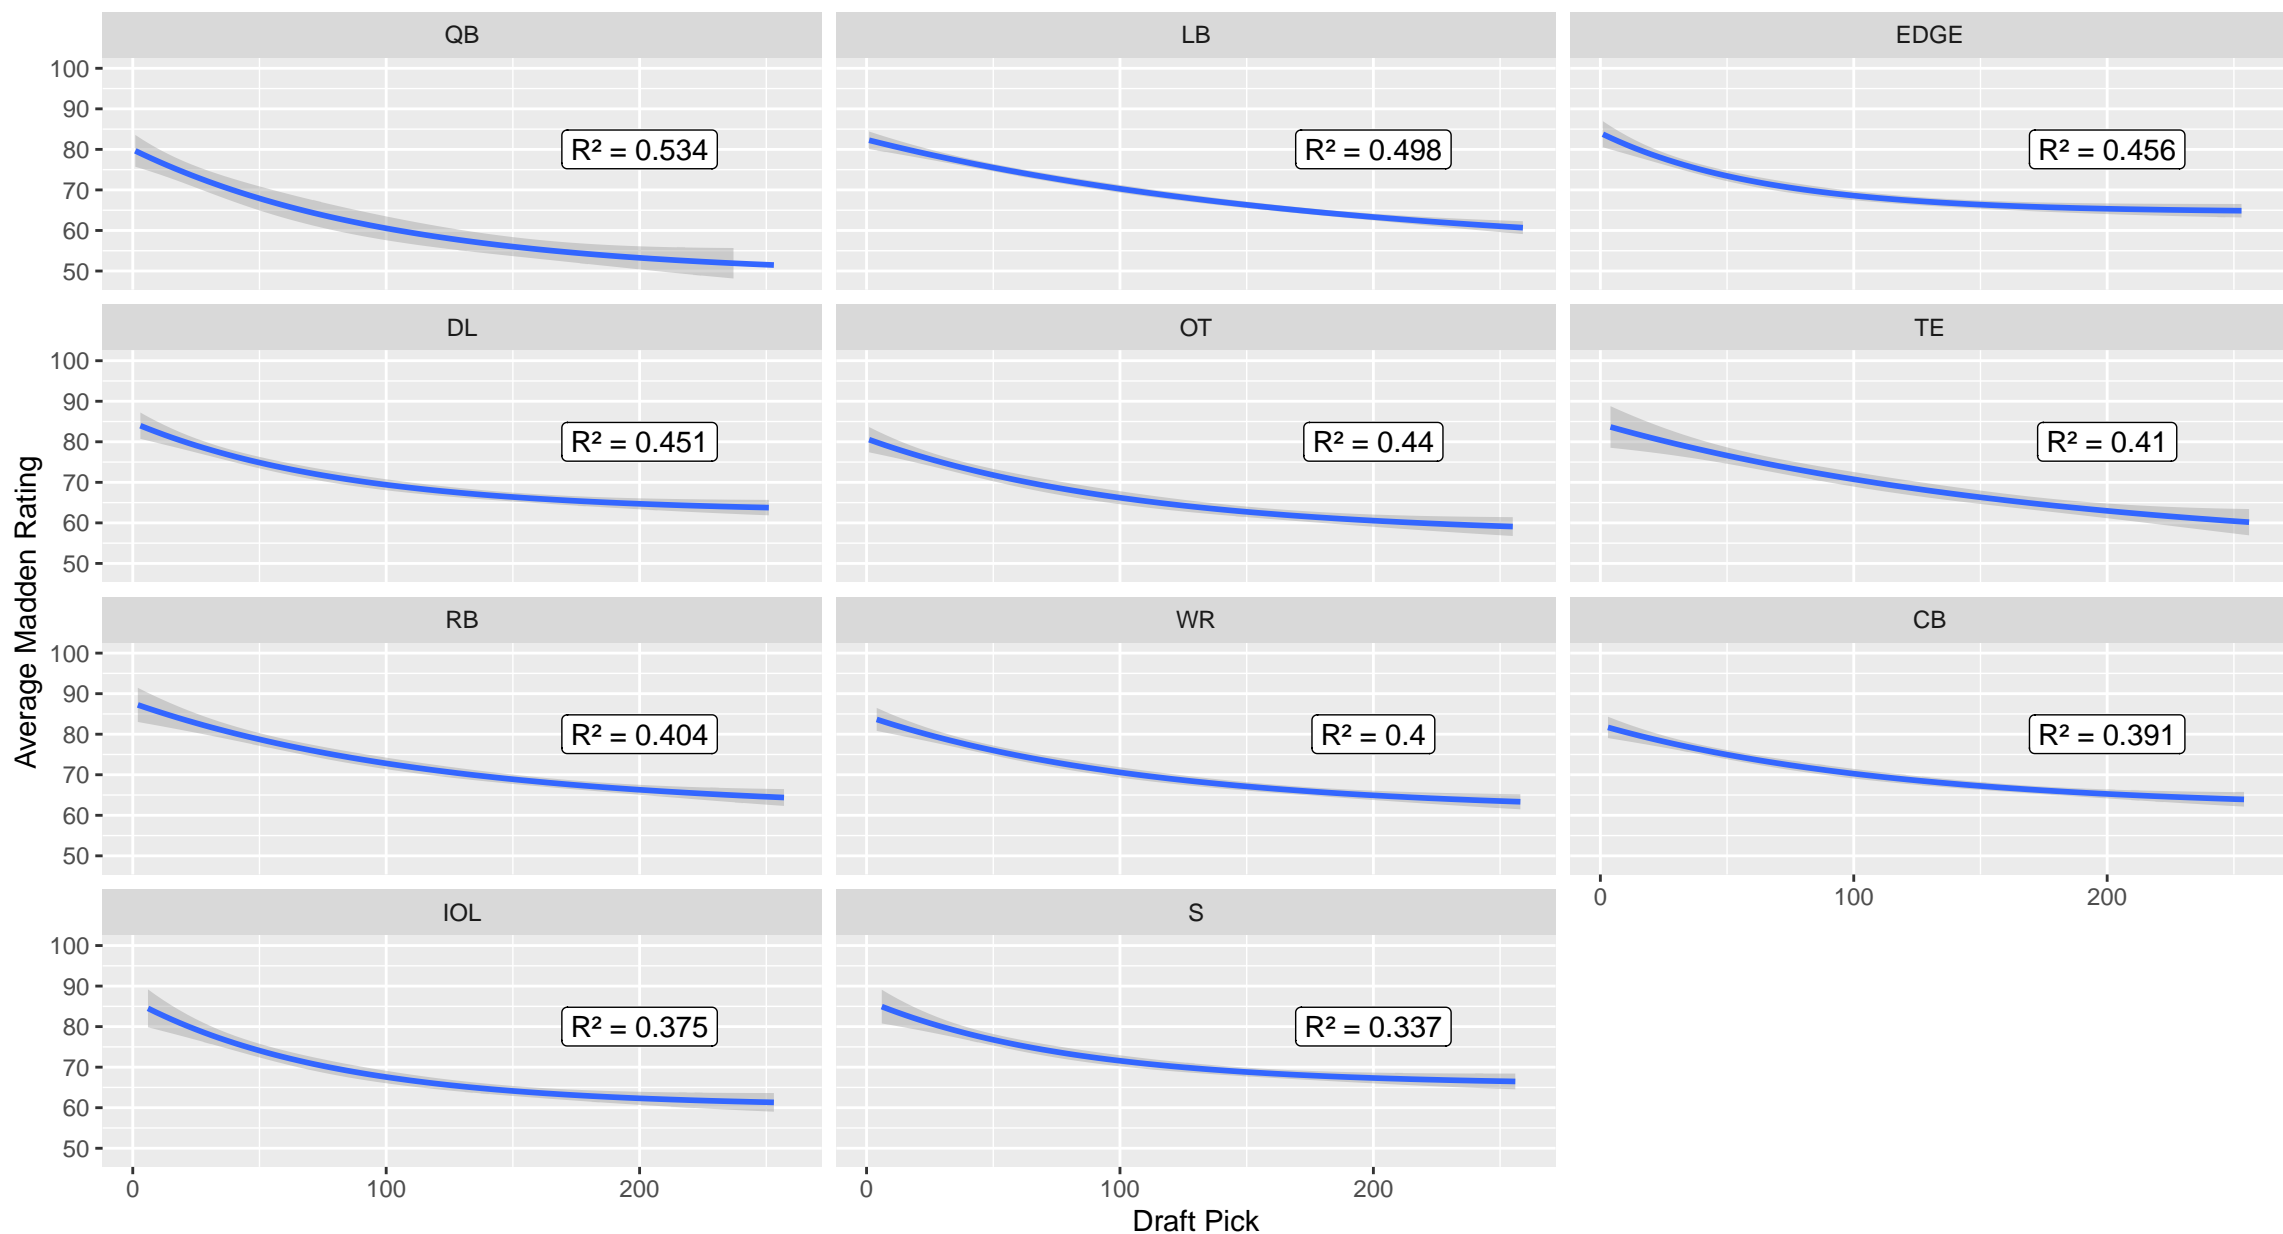 QB
LB
EDGE
100
90
80
70
60
50
R² = 0.534
R² = 0.498
R² = 0.456
DL
OT
TE
100
90
80
70
60
50
R² = 0.451
R² = 0.44
R² = 0.41
Average Madden Rating
RB
WR
CB
100
90
80
70
60
50
R² = 0.404
R² = 0.4
R² = 0.391
0
100
200
IOL
S
100
90
80
70
60
50
R² = 0.375
R² = 0.337
0
100
200
0
100
200
Draft Pick